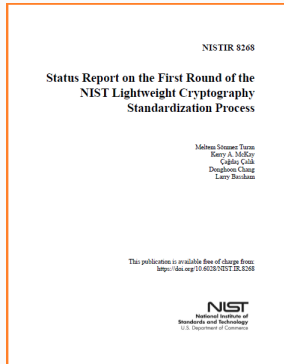 NISTIR 8268
Status Report on the First Round of the
NIST Lightweight Cryptography
Standardization Process
Meltem Sönmez Turan
Kerry A. McKay
Çağdaş Çalık
Donghoon Chang
Larry Bassham
This publication is available free of charge from:
https://doi.org/10.6028/NIST.IR.8268
NIST
National Institute of
Standards and Technology
U.S. Department of Commerce